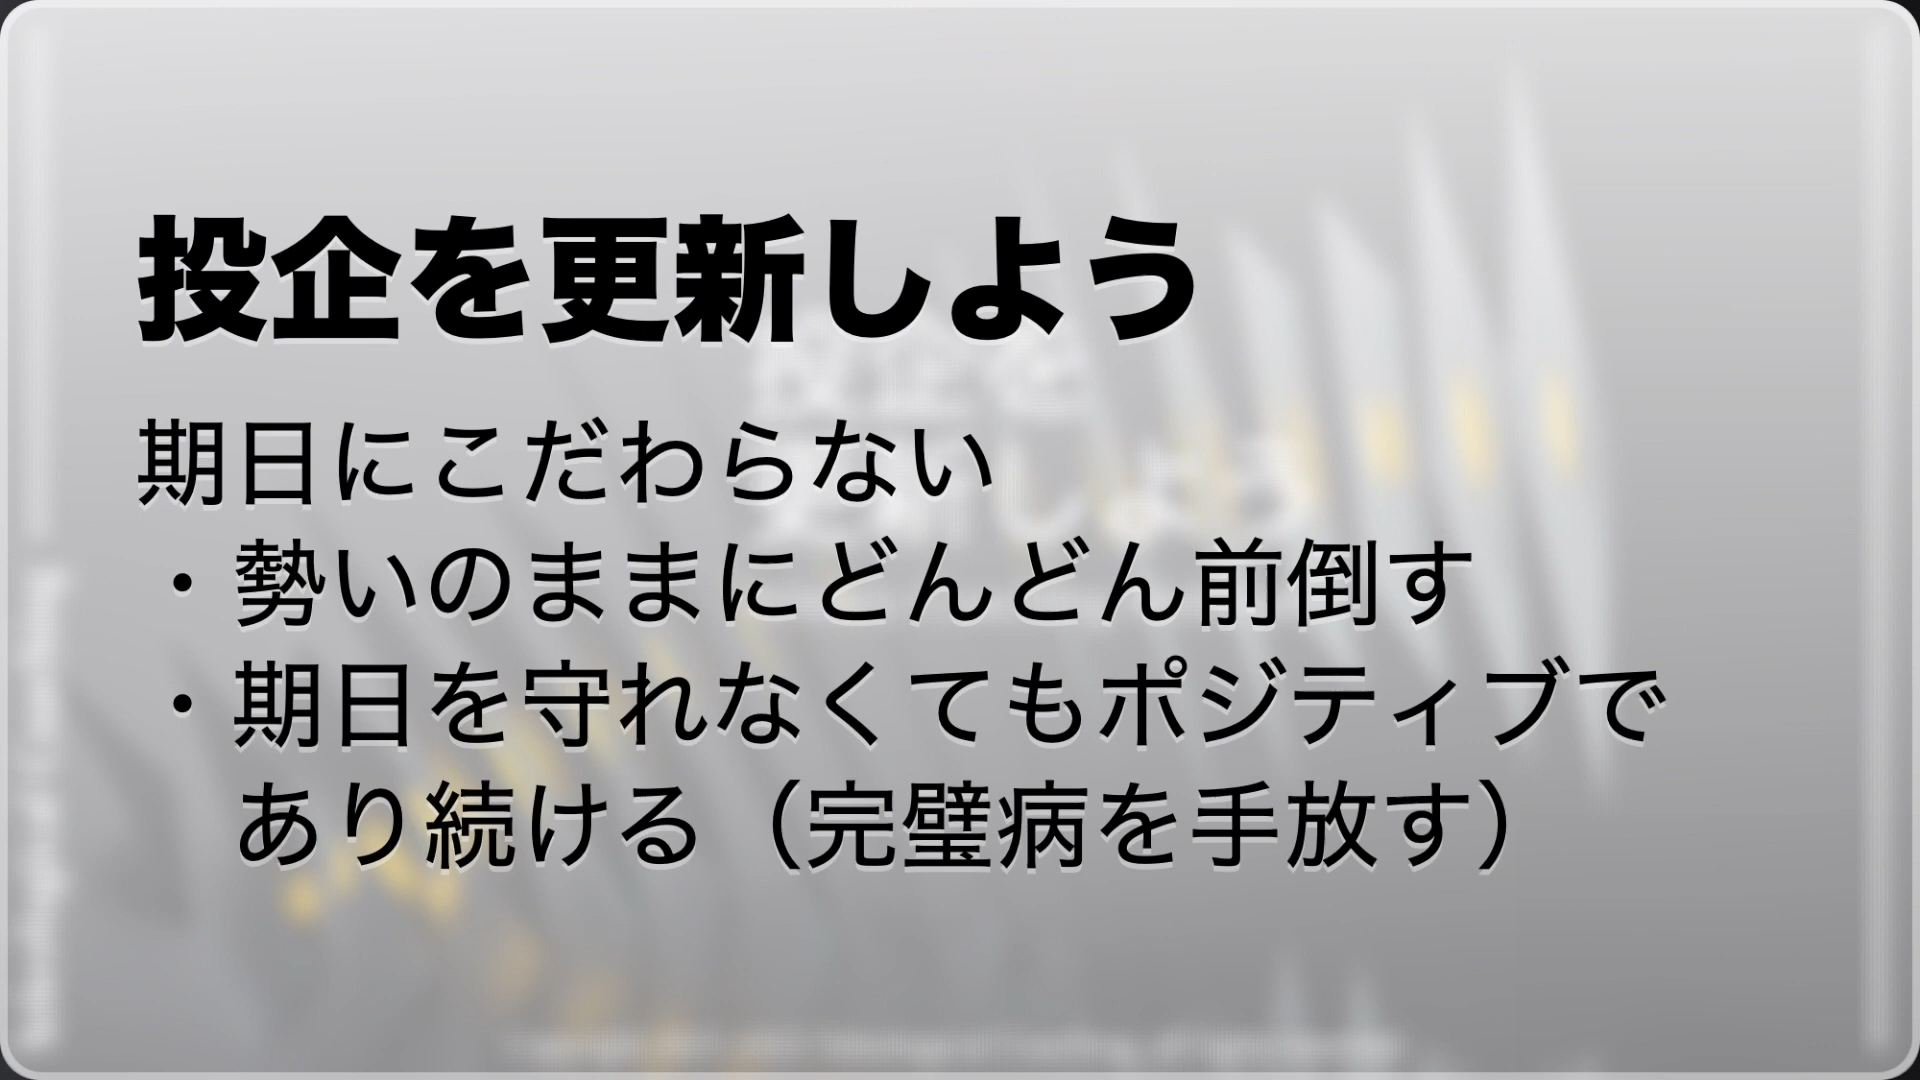 投企を更新しよう
期日にこだわらない
・勢いのままにどんどん前倒す
・期日を守れなくてもポジティブで
あり続ける（完璧病を手放す）